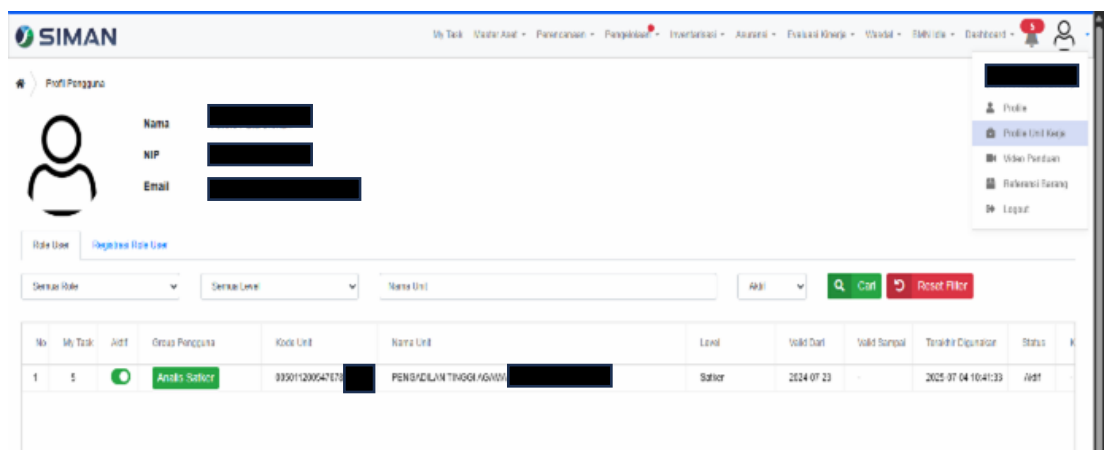 SIMAN
My Task Master Aset Perencanaan Pengelolaan Inventarisasi Asuransi Evaluasi Kinerja Wasdal BMN Idle Dashboard 5
Profil Pengguna
Nama
NIP
Email
Profile
Profile Unit Kerja
Video Panduan
Referensi Barang
Logout
Role User Registrasi Role User
Semua Role Semua Level Nama Unit Aktif Cari Reset Filter
No My Task Aktif Group Pengguna Kode Unit Nama Unit Level Valid Dari Valid Sampai Terakhir Digunakan Status K
1 5 Analis Satker PENGADILAN TINGGI AGAMA Satker 2024-07-23 - 2025-07-04 10:41:33 Aktif -